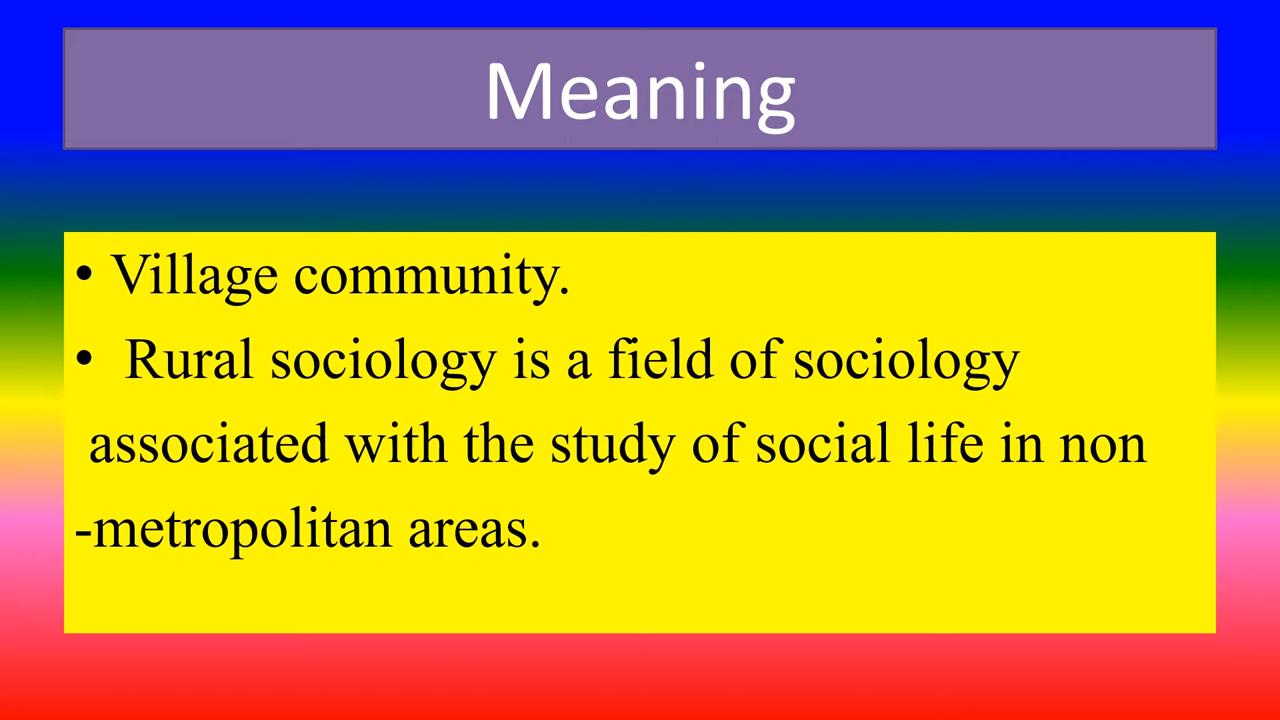 Meaning
• Village community.
• Rural sociology is a field of sociology
associated with the study of social life in non
-metropolitan areas.